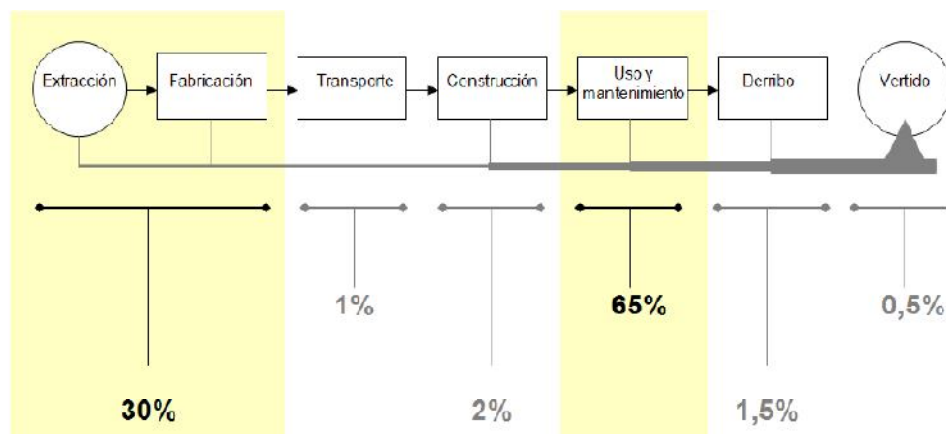 Extracción
Fabricación
Transporte
Construcción
Uso y
mantenimiento
Derribo
Vertido
1%
65%
0,5%
30%
2%
1,5%